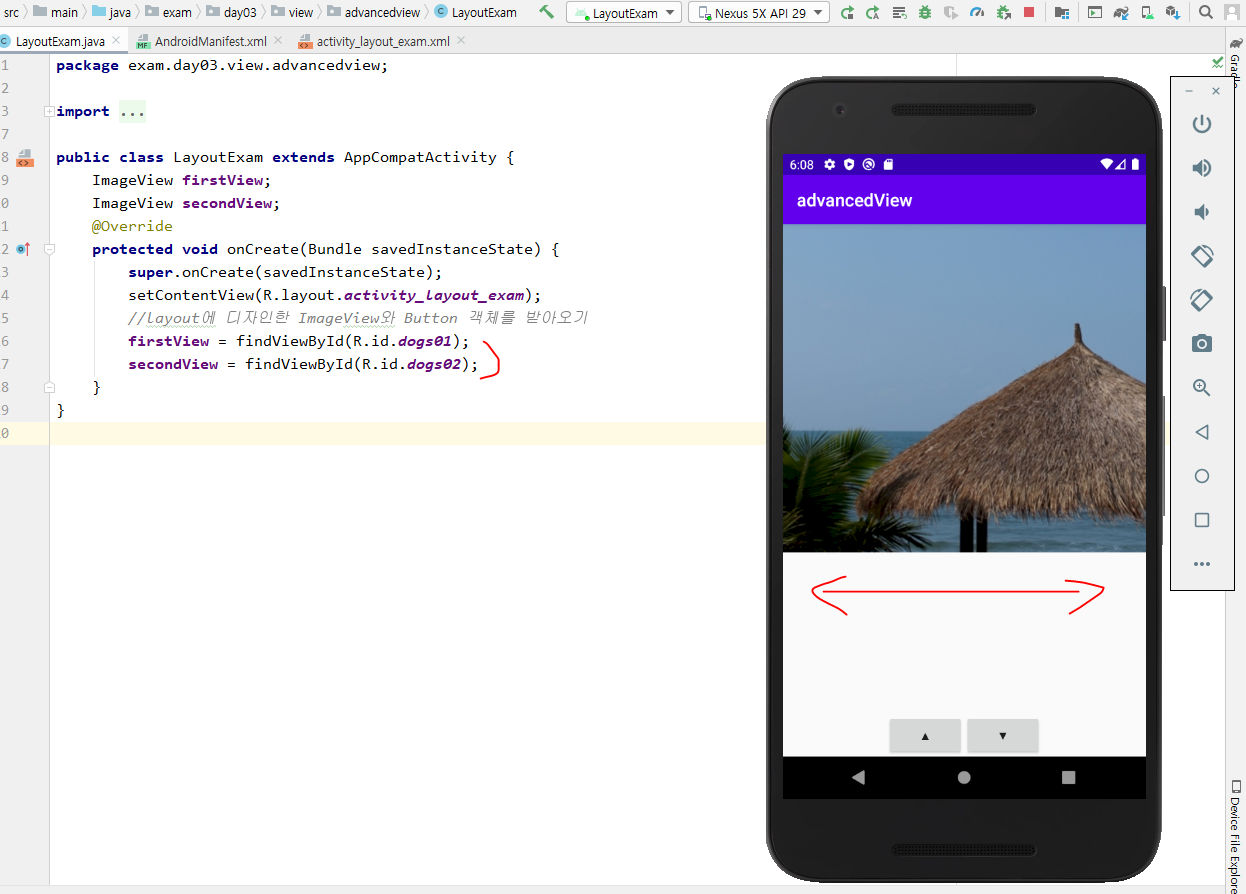 src main java exam day03 view advancedview LayoutExam LayoutExam Nexus 5X API 29
LayoutExam.java AndroidManifest.xml activity_layout_exam.xml
1 package exam.day03.view.advancedview;
2
3 import ...
7
8 public class LayoutExam extends AppCompatActivity {
9 ImageView firstView;
0 ImageView secondView;
1 @Override
2 protected void onCreate(Bundle savedInstanceState) {
3 super.onCreate(savedInstanceState);
4 setContentView(R.layout.activity_layout_exam);
5 //layout에 디자인한 ImageView와 Button 객체를 받아오기
6 firstView = findViewById(R.id.dogs01);
7 secondView = findViewById(R.id.dogs02);
8 }
9 }
0
6:08
advancedView
▲ ▼
Gradle
Device File Explorer